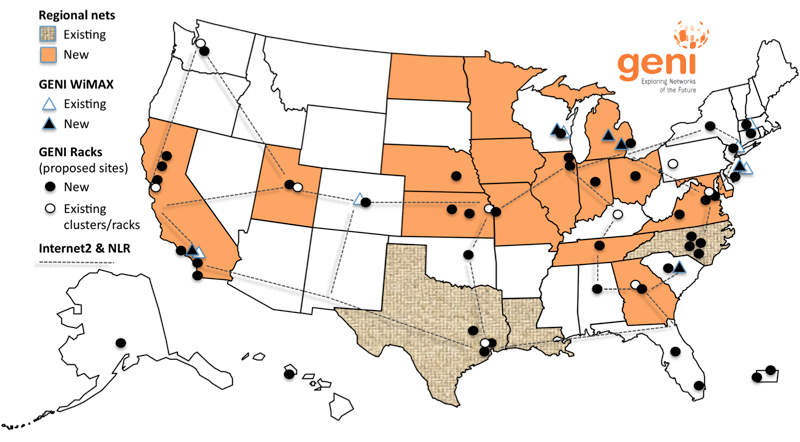 Regional nets
Existing
New
GENI WiMAX
Existing
New
GENI Racks
(proposed sites)
New
Existing
clusters/racks
Internet2 & NLR
geni
Exploring Networks
of the Future